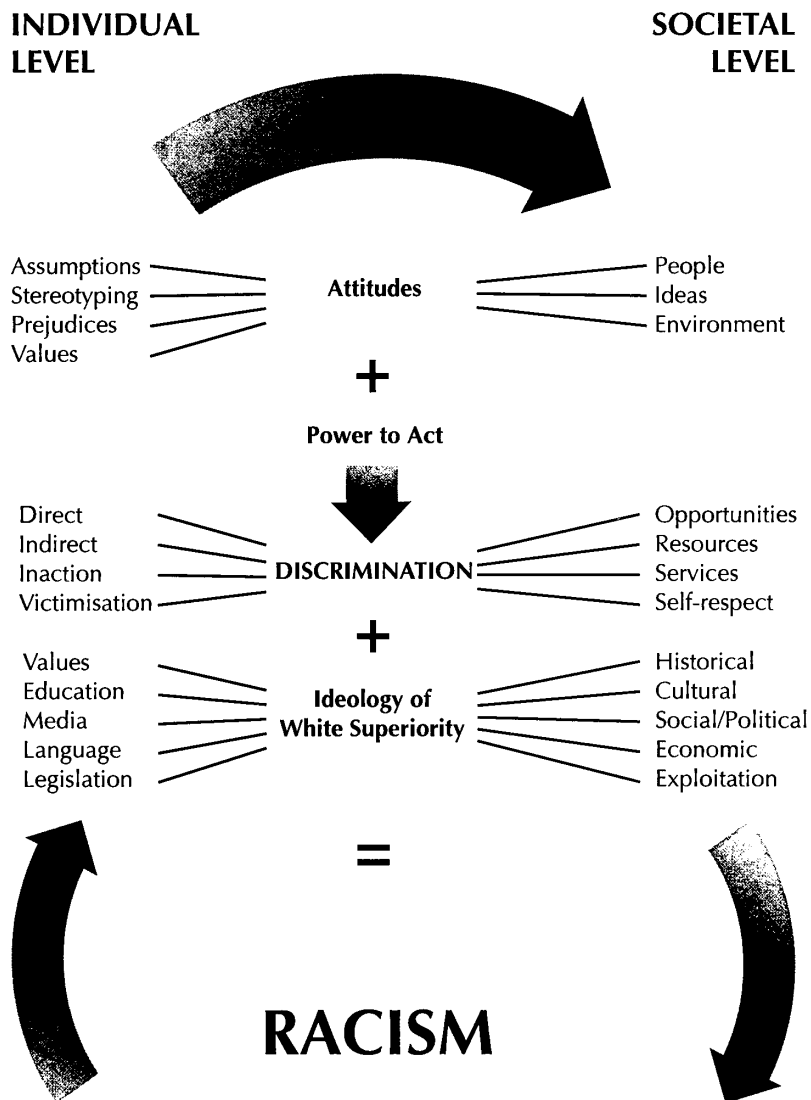 INDIVIDUAL
LEVEL
SOCIETAL
LEVEL
Assumptions
Stereotyping
Prejudices
Values
Attitudes
People
Ideas
Environment
+
Power to Act
Direct
Indirect
Inaction
Victimisation
DISCRIMINATION
Opportunities
Resources
Services
Self-respect
+
Values
Education
Media
Language
Legislation
Ideology of
White Superiority
Historical
Cultural
Social/Political
Economic
Exploitation
=
RACISM